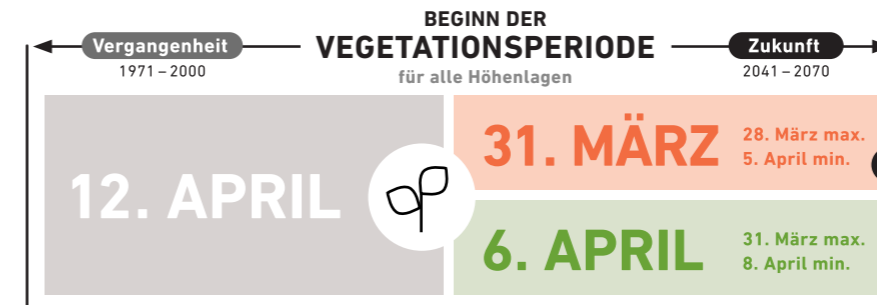 BEGINN DER
Vergangenheit
VEGETATIONSPERIODE
Zukunft
1971 – 2000
für alle Höhenlagen
2041 – 2070
12. APRIL
31. MÄRZ
28. März max.
5. April min.
6. APRIL
31. März max.
8. April min.